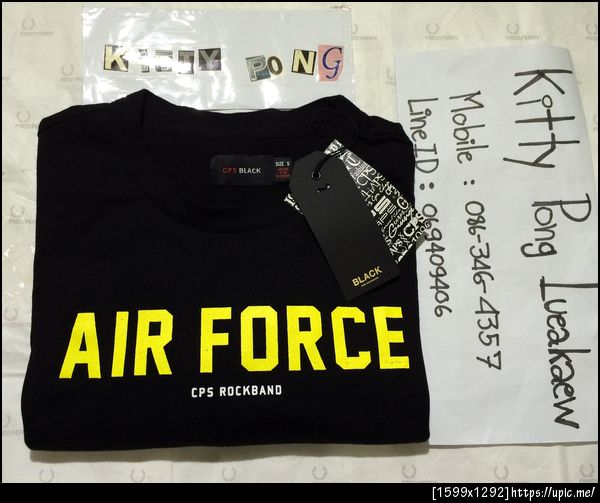 KITTY PONG
FRED PERRY
CPS BLACK
SIZE S
BLACK
AIR FORCE
CPS ROCKBAND
Kitty Pong Lueakaew
Mobile : 086-346-4357
Line ID : 069409406
[1599x1292]https://upic.me/